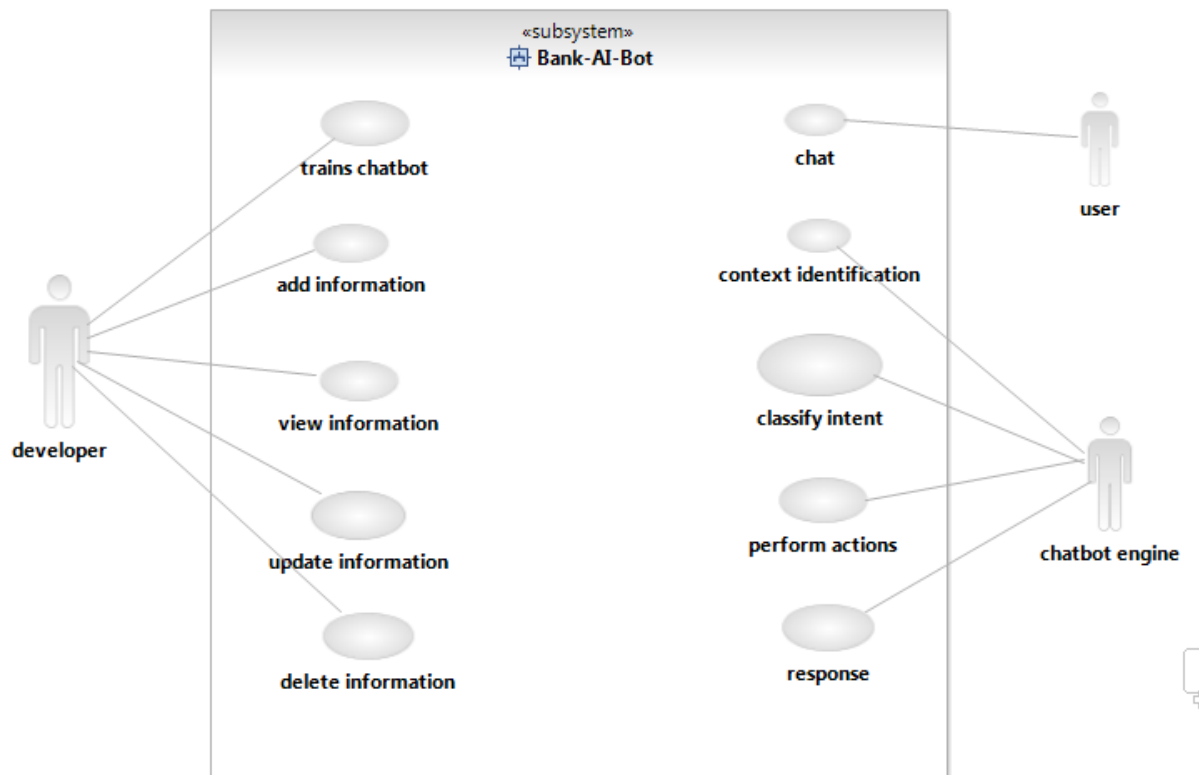 «subsystem»
Bank-AI-Bot
trains chatbot
chat
user
add information
context identification
view information
classify intent
developer
update information
perform actions
chatbot engine
delete information
response